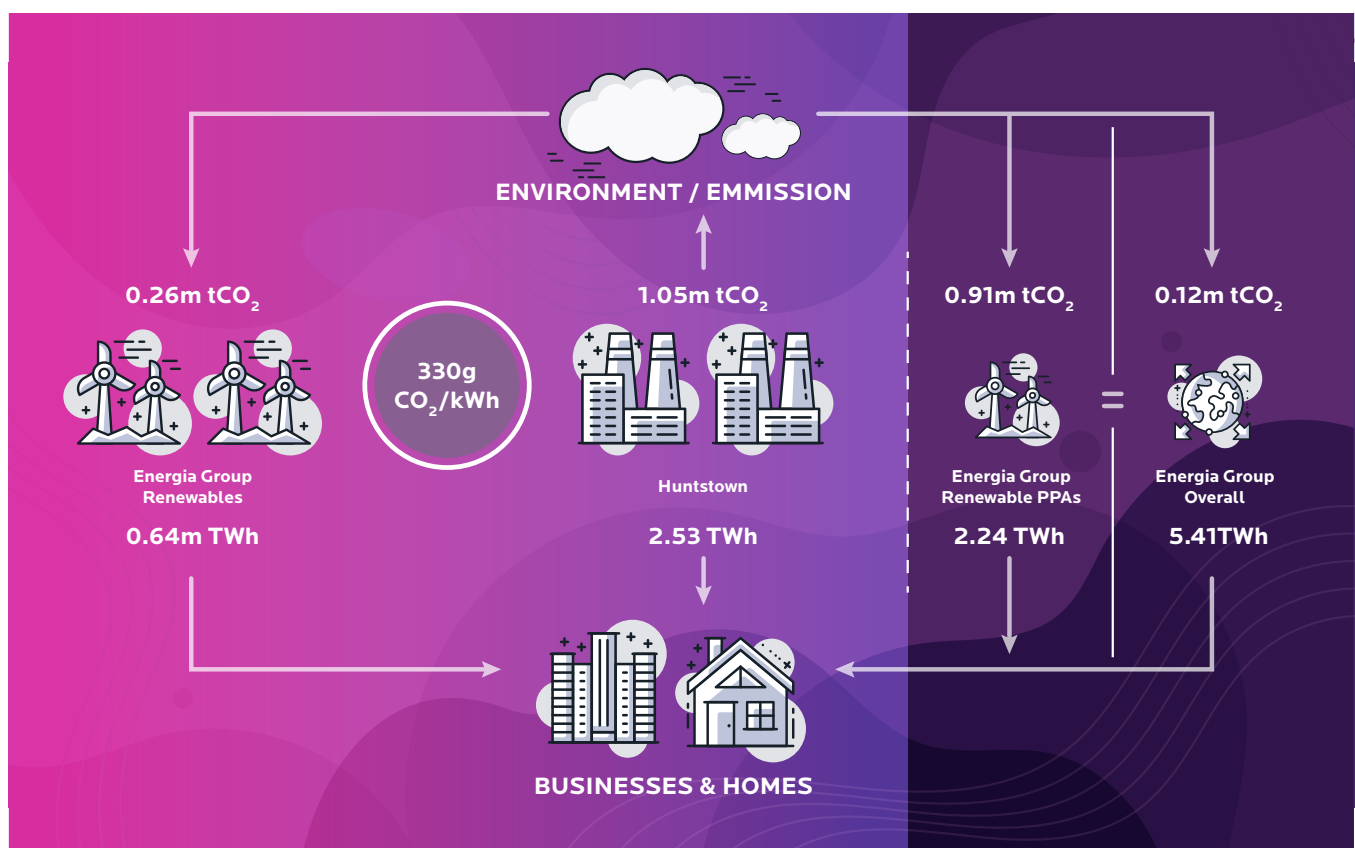 ENVIRONMENT / EMMISSION
0.26m tCO₂
1.05m tCO₂
0.91m tCO₂
0.12m tCO₂
330g
CO₂/kWh
=
Energia Group
Renewables
Huntstown
Energia Group
Renewable PPAs
Energia Group
Overall
0.64m TWh
2.53 TWh
2.24 TWh
5.41TWh
BUSINESSES & HOMES